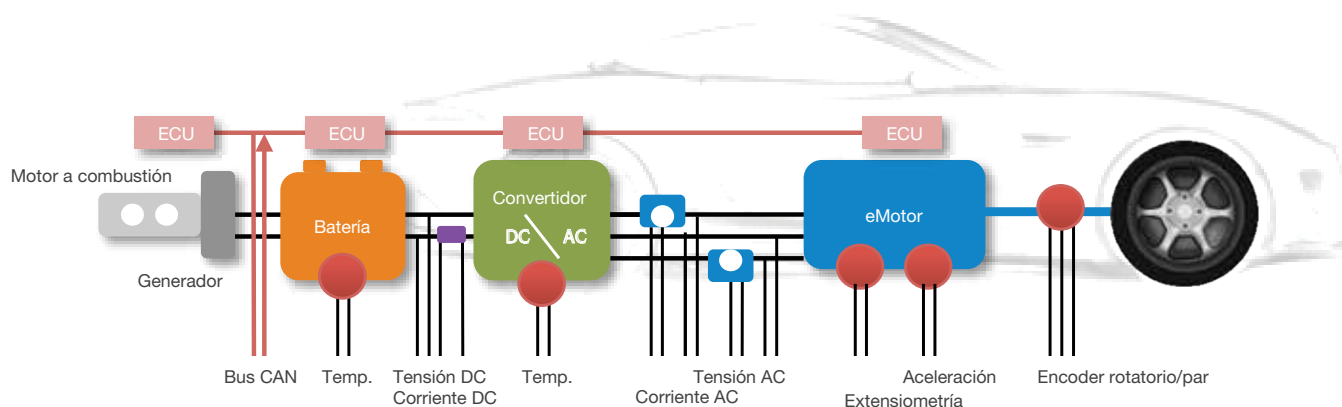 ECU
ECU
ECU
ECU
Motor a combustión
Batería
Convertidor
DC
AC
eMotor
Generador
Bus CAN
Temp.
Tensión DC
Corriente DC
Temp.
Tensión AC
Corriente AC
Aceleración
Extensiometría
Encoder rotatorio/par